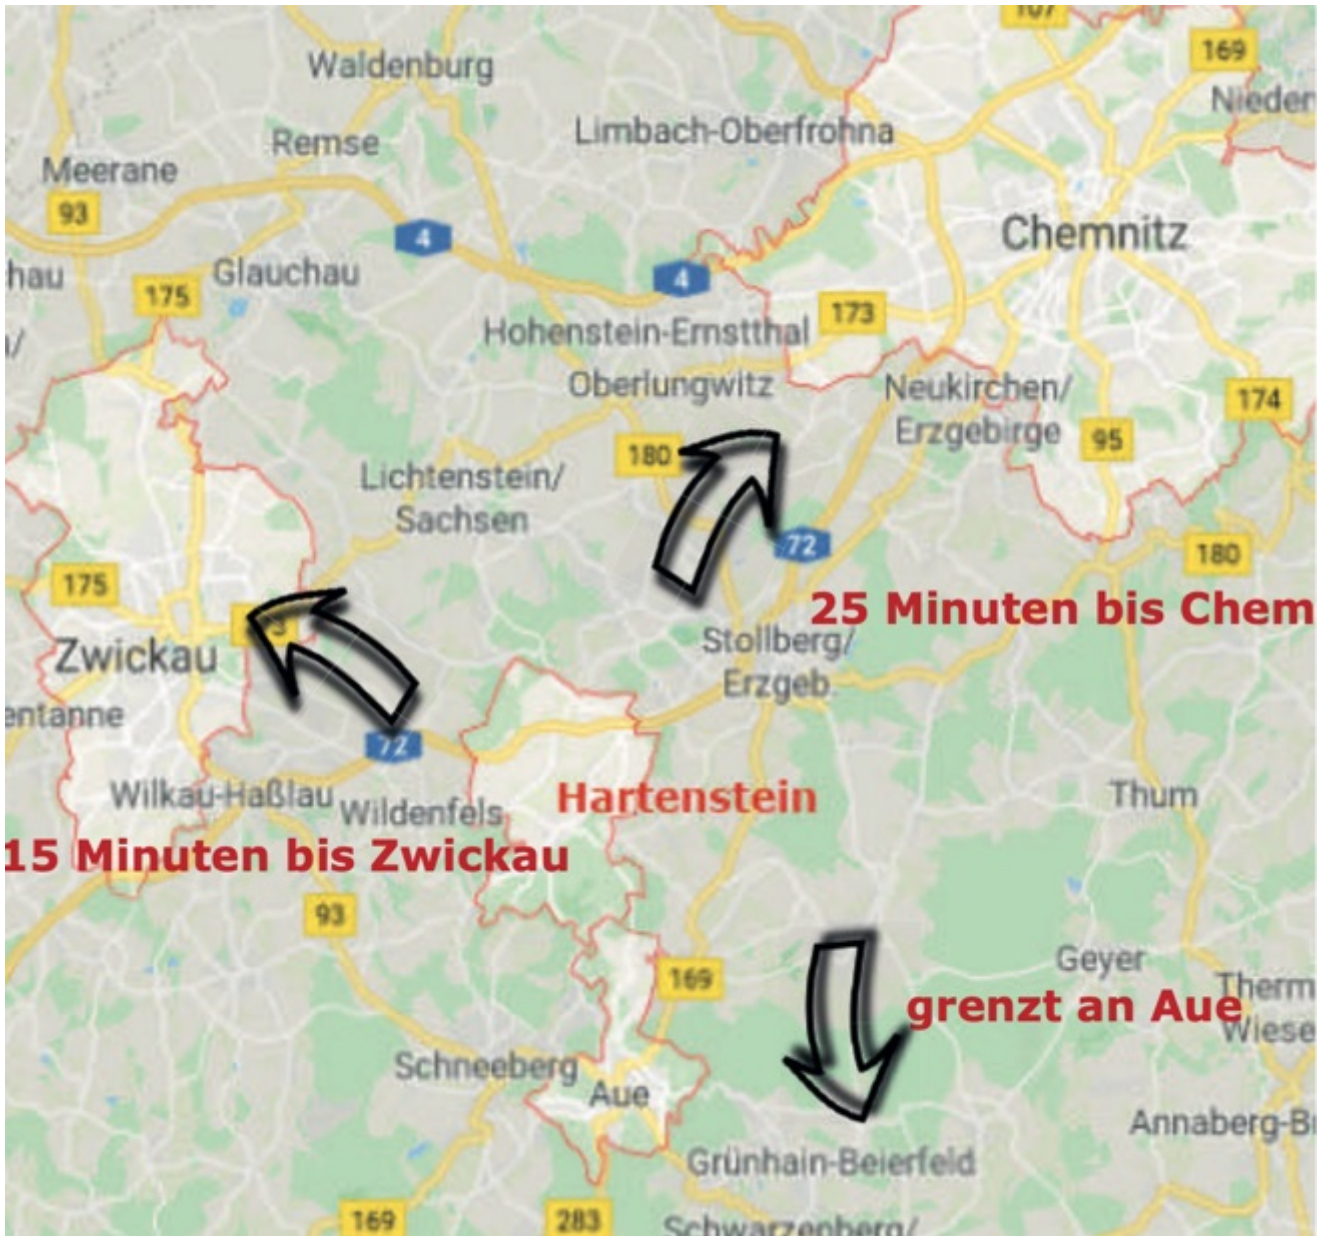 107
169
Waldenburg
Nieder
Limbach-Oberfrohna
Remse
Meerane
93
4
Chemnitz
hau
Glauchau
175
4
173
Hohenstein-Ernstthal
Oberlungwitz
Neukirchen/
Erzgebirge
174
95
180
Lichtenstein/
Sachsen
72
180
175
25 Minuten bis Chem
Zwickau
Stollberg/
Erzgeb.
entanne
72
Wilkau-Haßlau
Wildenfels
Hartenstein
Thum
15 Minuten bis Zwickau
93
169
Geyer
grenzt an Aue
Therm
Wiese
Schneeberg
Aue
Annaberg-B
Grünhain-Beierfeld
169
283
Schwarzenberg/